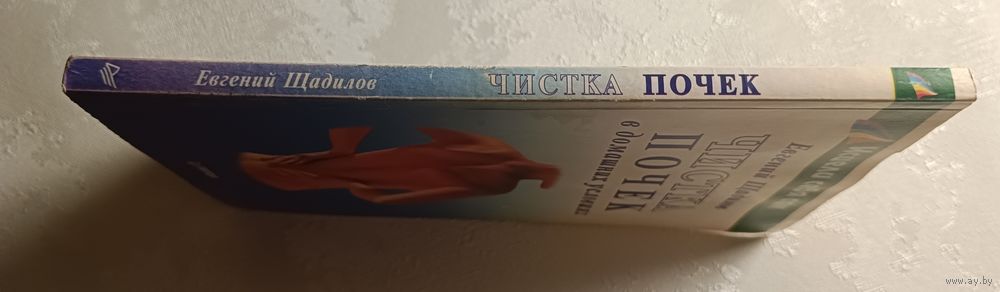 Евгений Щадилов ЧИСТКА ПОЧЕК
Евгений Щадилов
ЧИСТКА
ПОЧЕК
в домашних условиях
www.ay.by